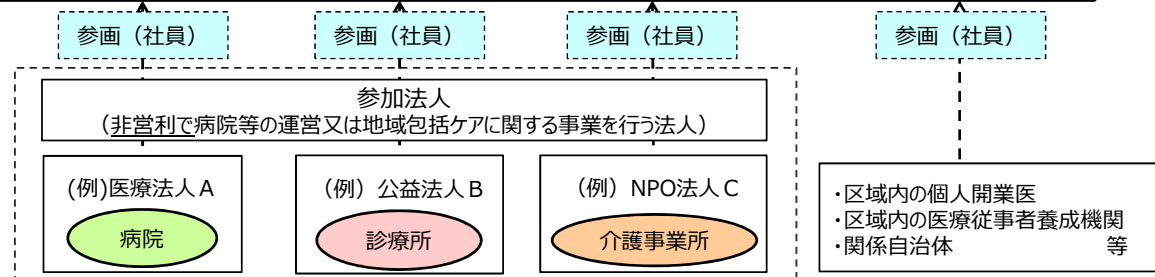 参画（社員）
参画（社員）
参画（社員）
参画（社員）
参加法人
（非営利で病院等の運営又は地域包括ケアに関する事業を行う法人）
(例)医療法人A
病院
（例）公益法人B
診療所
（例）NPO法人C
介護事業所
・区域内の個人開業医
・区域内の医療従事者養成機関
・関係自治体　　　　　　等